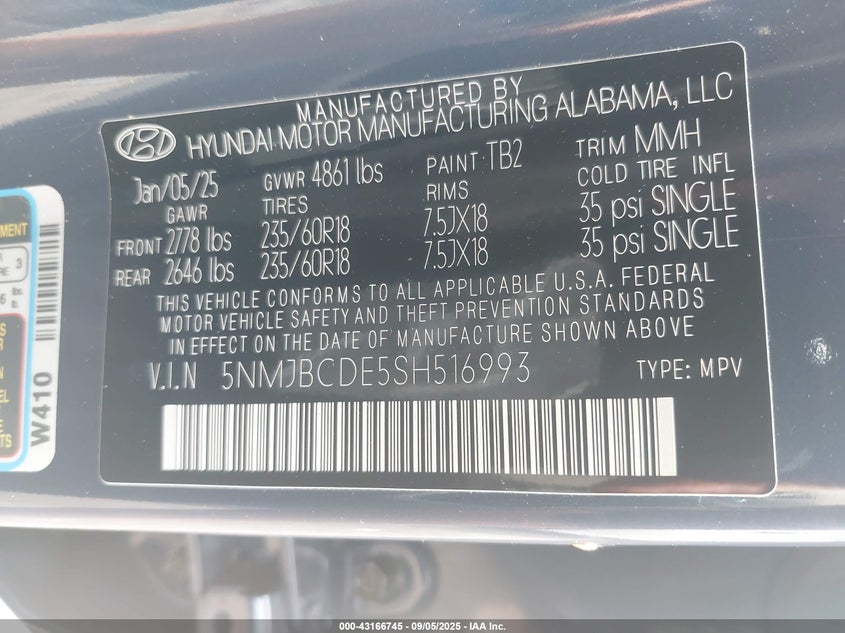 MANUFACTURED BY
HYUNDAI MOTOR MANUFACTURING ALABAMA, LLC
Jan/05/25 GVWR 4861 lbs PAINT TB2 TRIM MMH
GAWR TIRES RIMS COLD TIRE INFL
FRONT 2778 lbs 235/60R18 7.5JX18 35 psi SINGLE
REAR 2646 lbs 235/60R18 7.5JX18 35 psi SINGLE
THIS VEHICLE CONFORMS TO ALL APPLICABLE U.S.A. FEDERAL
MOTOR VEHICLE SAFETY AND THEFT PREVENTION STANDARDS
IN EFFECT ON THE DATE OF MANUFACTURE SHOWN ABOVE
V.I.N 5NMJBCDE5SH516993 TYPE: MPV
3
W410
000-43166745 - 09/05/2025 - IAA Inc.